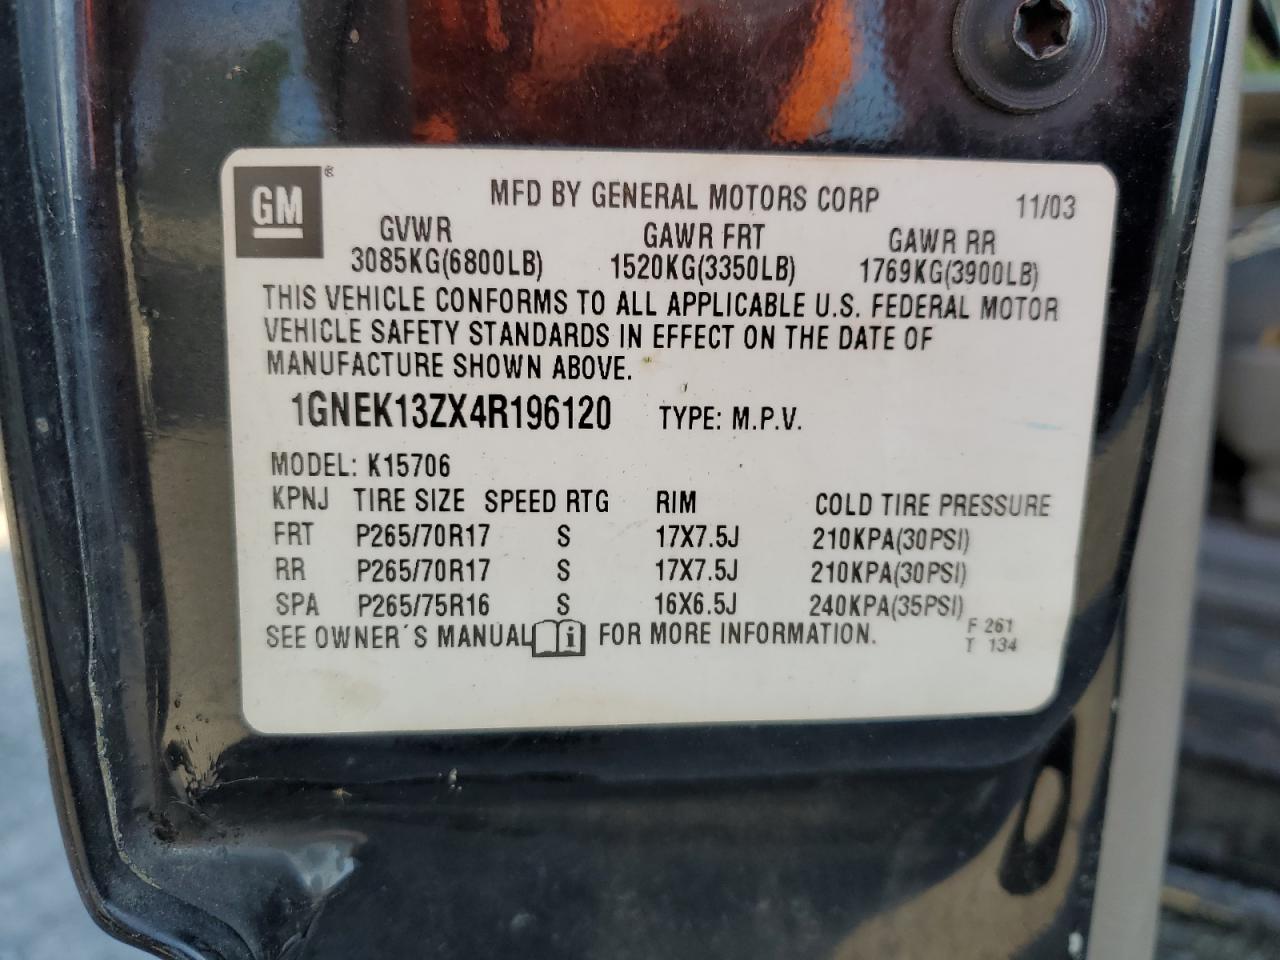 GM ®
MFD BY GENERAL MOTORS CORP 11/03
GVWR GAWR FRT GAWR RR
3085KG(6800LB) 1520KG(3350LB) 1769KG(3900LB)
THIS VEHICLE CONFORMS TO ALL APPLICABLE U.S. FEDERAL MOTOR
VEHICLE SAFETY STANDARDS IN EFFECT ON THE DATE OF
MANUFACTURE SHOWN ABOVE.
1GNEK13ZX4R196120 TYPE: M.P.V.
MODEL: K15706
KPNJ TIRE SIZE SPEED RTG RIM COLD TIRE PRESSURE
FRT P265/70R17 S 17X7.5J 210KPA(30PSI)
RR P265/70R17 S 17X7.5J 210KPA(30PSI)
SPA P265/75R16 S 16X6.5J 240KPA(35PSI)
SEE OWNER´S MANUAL i FOR MORE INFORMATION.
F 261
T 134